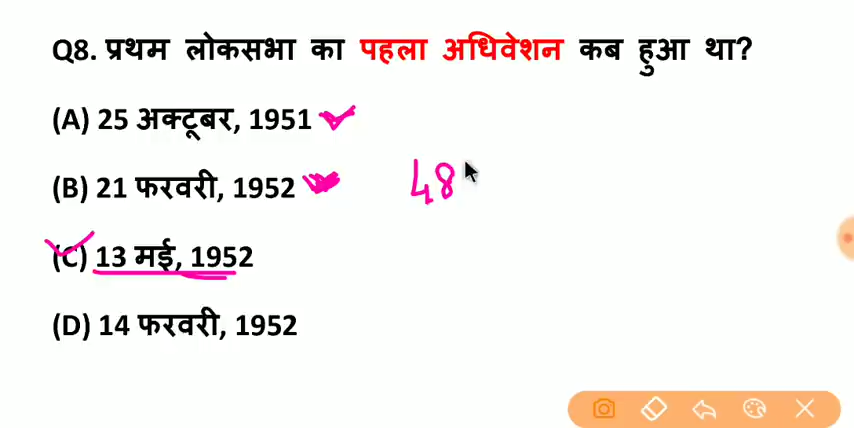 Q8. प्रथम लोकसभा का पहला अधिवेशन कब हुआ था?
(A) 25 अक्टूबर, 1951
(B) 21 फरवरी, 1952
48
(C) 13 मई, 1952
(D) 14 फरवरी, 1952